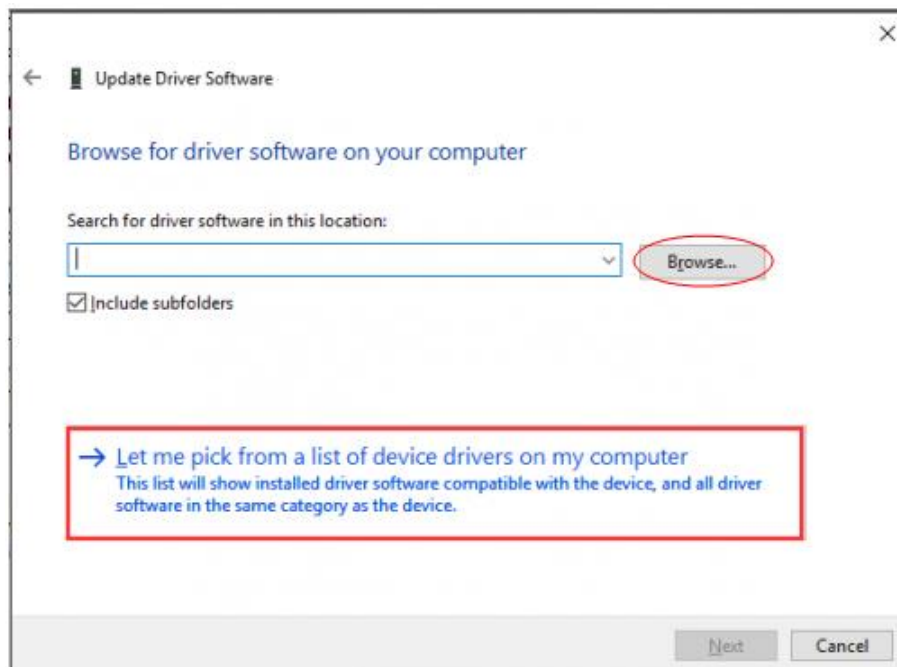 Update Driver Software
Browse for driver software on your computer
Search for driver software in this location:
Browse...
Include subfolders
Let me pick from a list of device drivers on my computer
This list will show installed driver software compatible with the device, and all driver
software in the same category as the device.
Next
Cancel